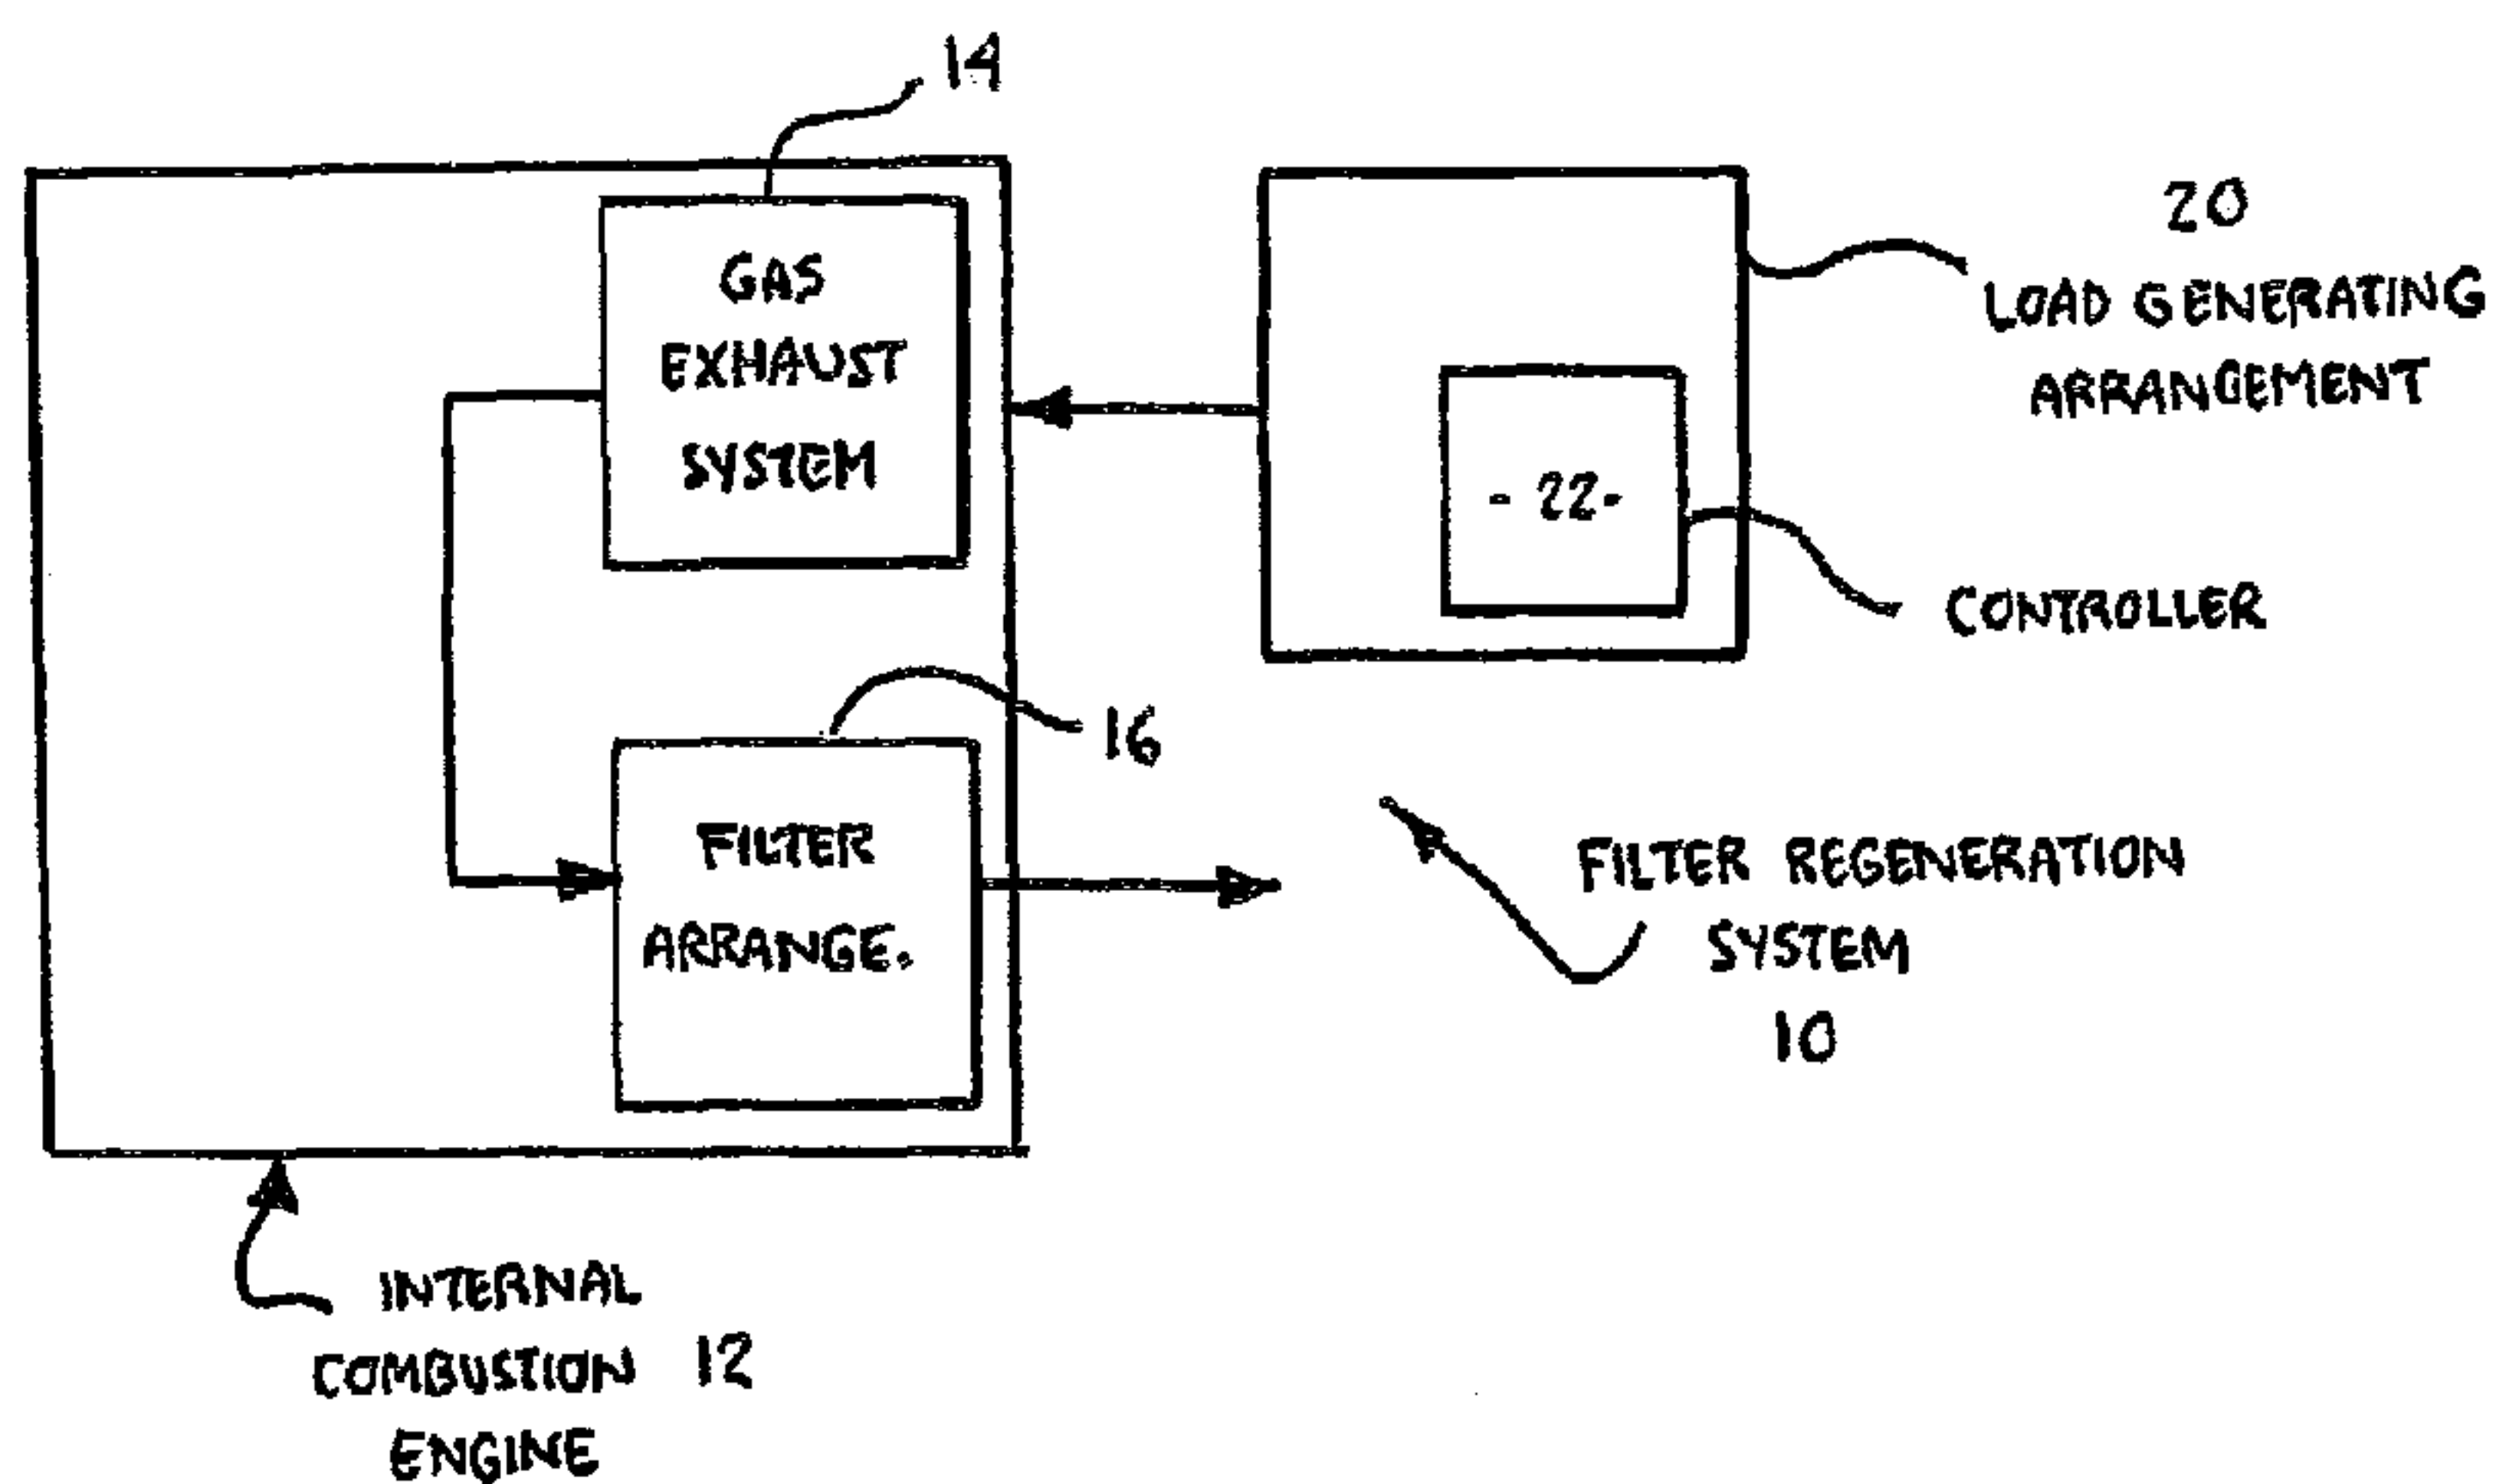 14
GAS
EXHAUST
SYSTEM
20
LOAD GENERATING
ARRANGEMENT
- 22-
CONTROLLER
16
FILTER
ARRANGE.
FILTER REGENERATION
SYSTEM
10
INTERNAL
COMBUSTION 12
ENGINE